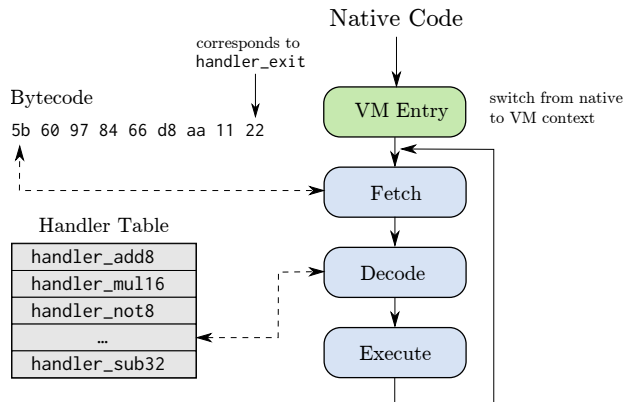 Native Code
corresponds to
handler_exit
Bytecode
5b 60 97 84 66 d8 aa 11 22
VM Entry
switch from native
to VM context
Fetch
Handler Table
handler_add8
handler_mul16
handler_not8
…
handler_sub32
Decode
Execute